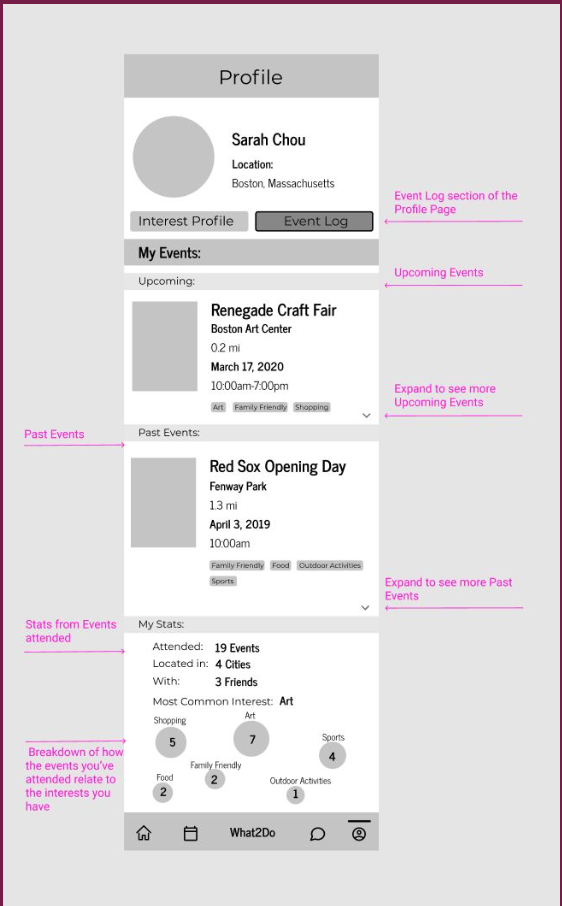 Profile
Sarah Chou
Location:
Boston, Massachusetts
Interest Profile
Event Log
Event Log section of the
Profile Page
My Events:
Upcoming Events
Upcoming:
Renegade Craft Fair
Boston Art Center
0.2 mi
March 17, 2020
10:00am-7:00pm
Art Family Friendly Shopping
Expand to see more
Upcoming Events
Past Events
Past Events:
Red Sox Opening Day
Fenway Park
1.3 mi
April 3, 2019
10:00am
Family Friendly Food Outdoor Activities
Sports
Expand to see more Past
Events
Stats from Events
attended
My Stats:
Attended: 19 Events
Located in: 4 Cities
With: 3 Friends
Most Common Interest: Art
Shopping
5
Art
7
Sports
4
Family Friendly
2
Food
2
Outdoor Activities
1
Breakdown of how
the events you've
attended relate to
the interests you
have
What2Do